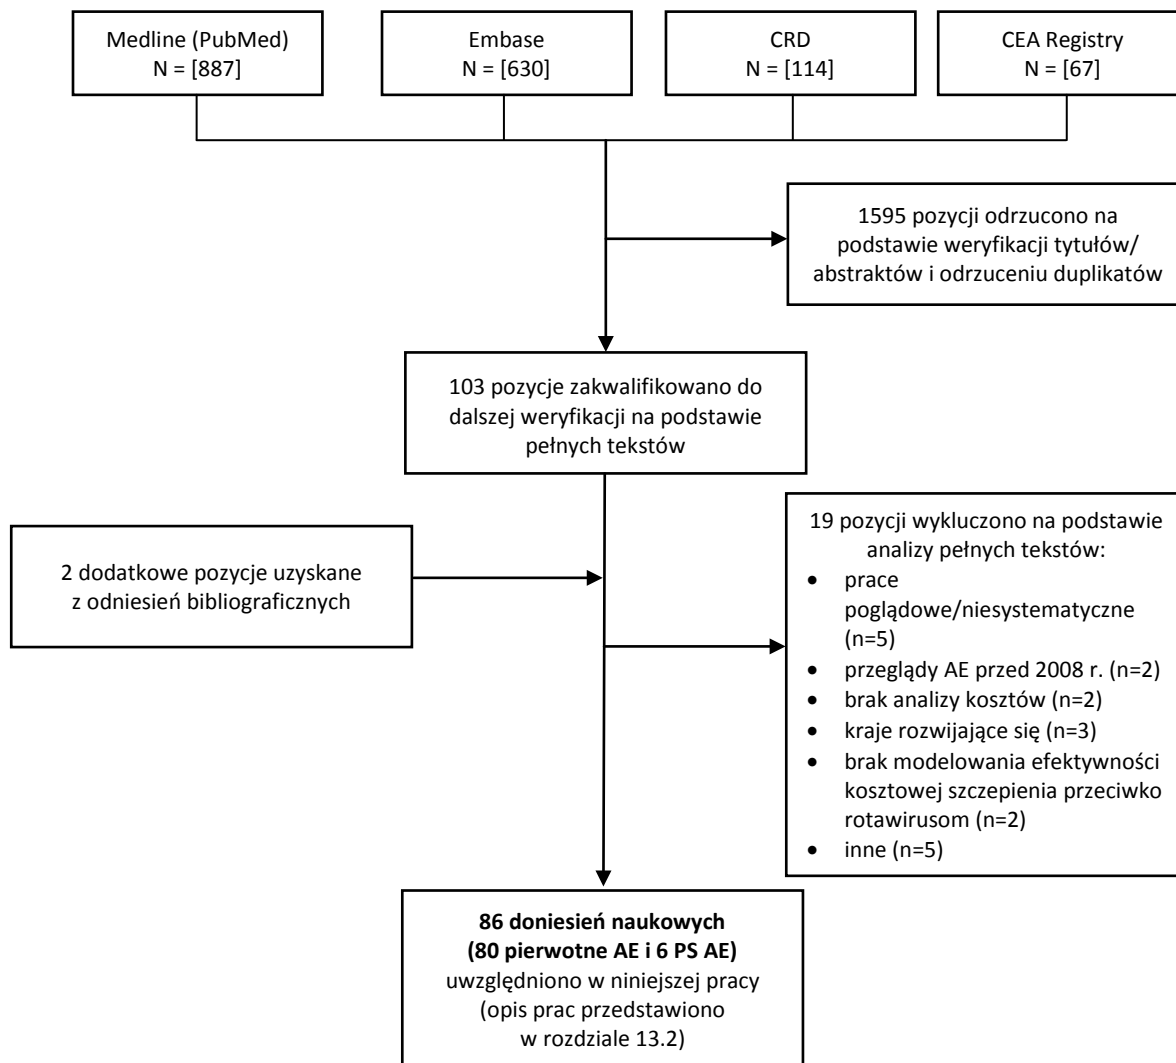 Medline (PubMed)
N = [887]
Embase
N = [630]
CRD
N = [114]
CEA Registry
N = [67]
1595 pozycji odrzucono na
podstawie weryfikacji tytułów/
abstraktów i odrzuceniu duplikatów
103 pozycje zakwalifikowano do
dalszej weryfikacji na podstawie
pełnych tekstów
2 dodatkowe pozycje uzyskane
z odniesień bibliograficznych
19 pozycji wykluczono na podstawie
analizy pełnych tekstów:
• prace
poglądowe/niesystematyczne
(n=5)
• przeglądy AE przed 2008 r. (n=2)
• brak analizy kosztów (n=2)
• kraje rozwijające się (n=3)
• brak modelowania efektywności
kosztowej szczepienia przeciwko
rotawirusom (n=2)
• inne (n=5)
86 doniesień naukowych
(80 pierwotne AE i 6 PS AE)
uwzględniono w niniejszej pracy
(opis prac przedstawiono
w rozdziale 13.2)